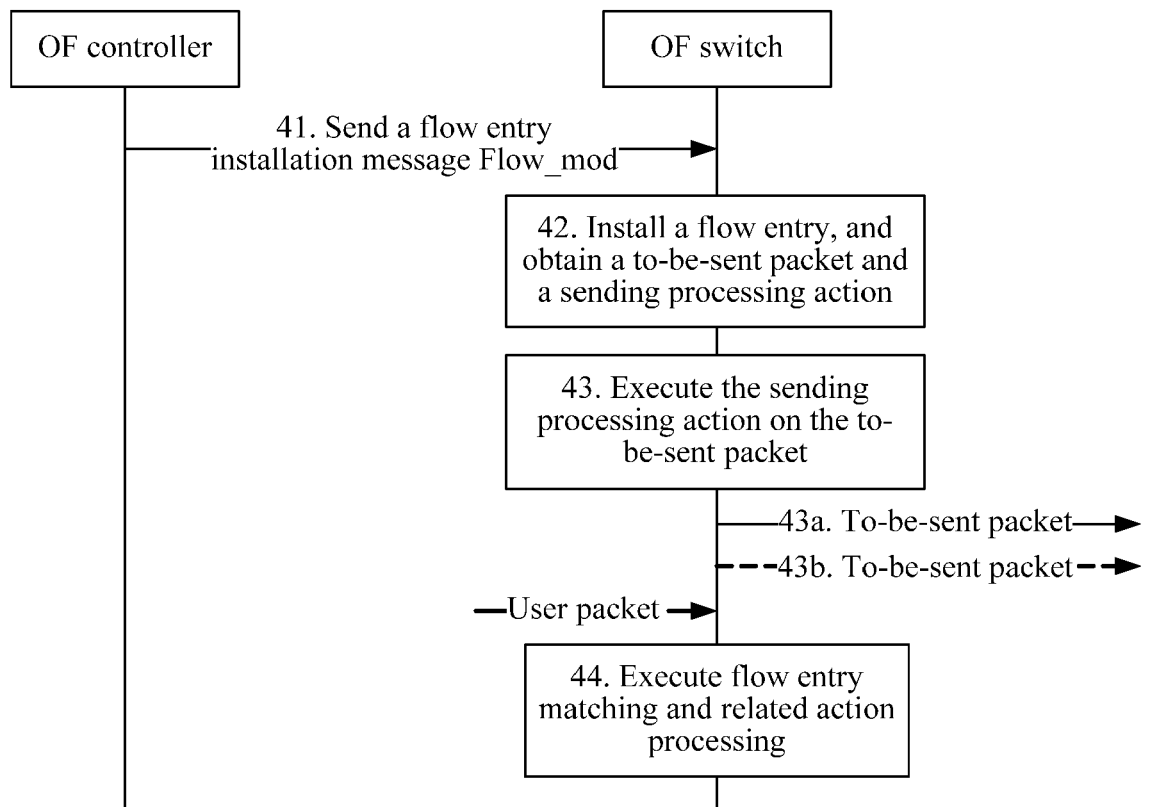 OF controller
OF switch
41. Send a flow entry
installation message Flow_mod
42. Install a flow entry, and
obtain a to-be-sent packet and
a sending processing action
43. Execute the sending
processing action on the to-
be-sent packet
43a. To-be-sent packet
43b. To-be-sent packet
User packet
44. Execute flow entry
matching and related action
processing